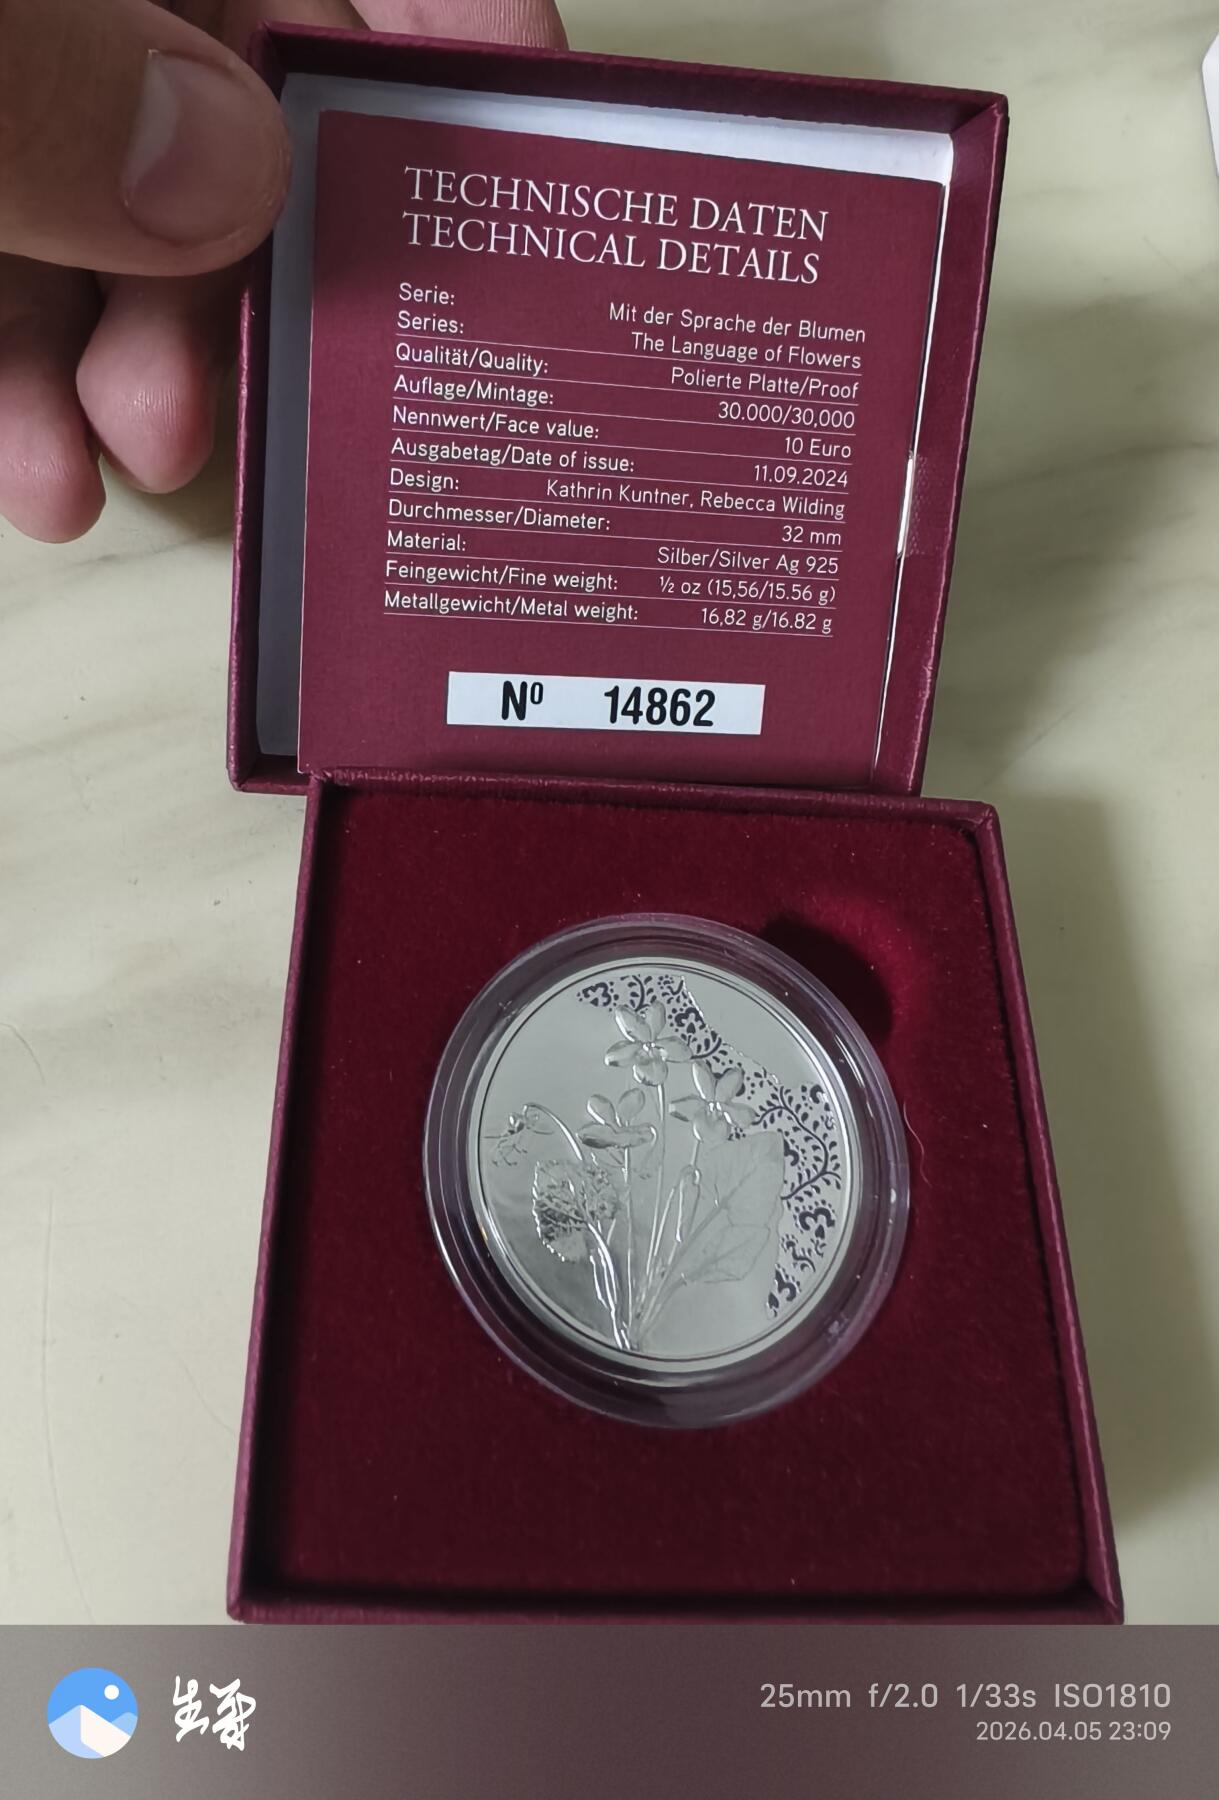 TECHNISCHE DATEN
TECHNICAL DETAILS
Serie: Mit der Sprache der Blumen
Series: The Language of Flowers
Qualität/Quality: Polierte Platte/Proof
Auflage/Mintage: 30.000/30,000
Nennwert/Face value: 10 Euro
Ausgabetag/Date of issue: 11.09.2024
Design: Kathrin Kuntner, Rebecca Wilding
Durchmesser/Diameter: 32 mm
Material: Silber/Silver Ag 925
Feingewicht/Fine weight: ½ oz (15,56/15.56 g)
Metallgewicht/Metal weight: 16,82 g/16.82 g
Nº 14862
25mm f/2.0 1/33s ISO1810
2026.04.05 23:09